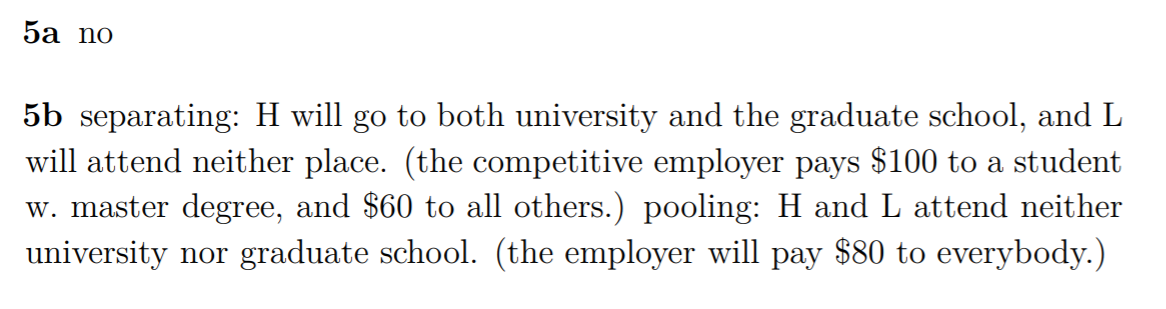 5a no
5b separating: H will go to both university and the graduate school, and L
will attend neither place. (the competitive employer pays $100 to a student
w. master degree, and $60 to all others.) pooling: H and L attend neither
university nor graduate school. (the employer will pay $80 to everybody.)